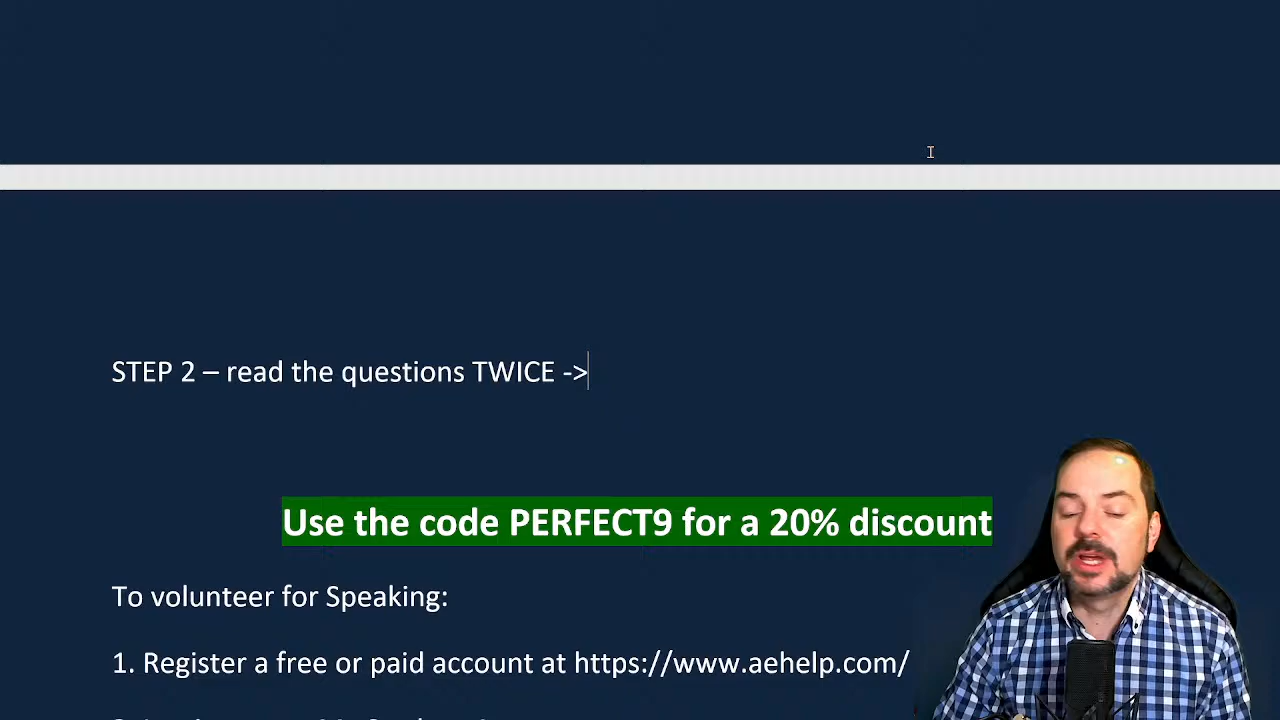 STEP 2 – read the questions TWICE ->
Use the code PERFECT9 for a 20% discount
To volunteer for Speaking:
1. Register a free or paid account at https://www.aehelp.com/